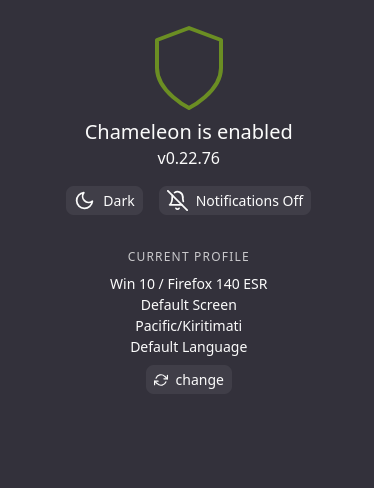 Chameleon is enabled
v0.22.76
Dark Notifications Off
CURRENT PROFILE
Win 10 / Firefox 140 ESR
Default Screen
Pacific/Kiritimati
Default Language
change